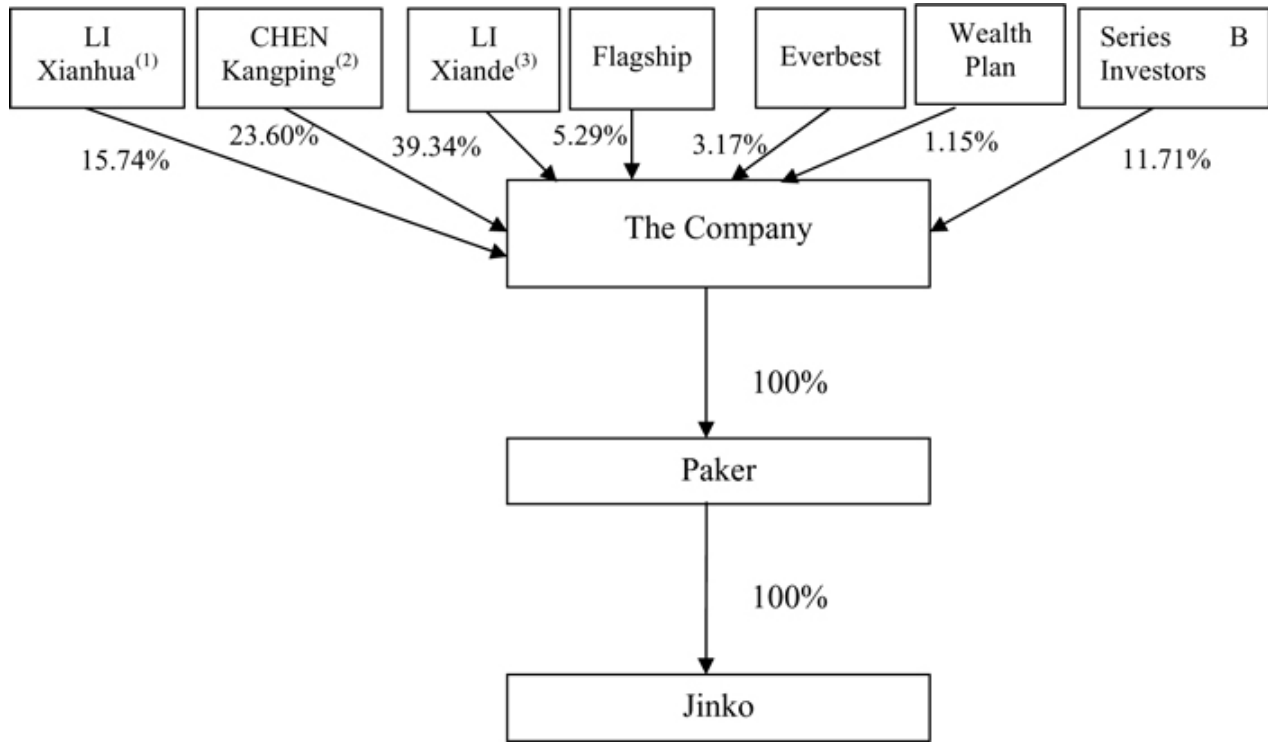 LI
Xianhua(1)
CHEN
Kangping(2)
LI
Xiande(3)
Flagship
Everbest
Wealth
Plan
Series B
Investors
15.74%
23.60%
39.34%
5.29%
3.17%
1.15%
11.71%
The Company
100%
Paker
100%
Jinko